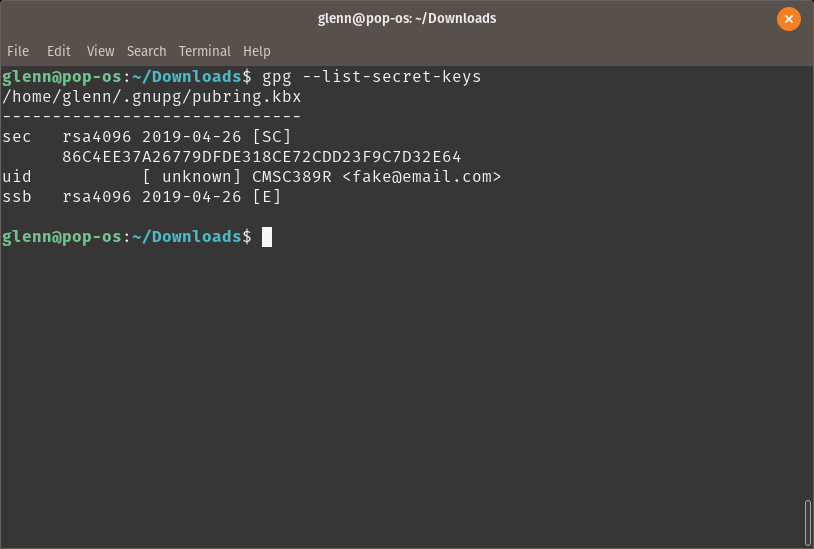 glenn@pop-os: ~/Downloads
File Edit View Search Terminal Help
glenn@pop-os:~/Downloads$ gpg --list-secret-keys
/home/glenn/.gnupg/pubring.kbx
------------------------------
sec   rsa4096 2019-04-26 [SC]
      86C4EE37A26779DFDE318CE72CDD23F9C7D32E64
uid           [ unknown] CMSC389R <fake@email.com>
ssb   rsa4096 2019-04-26 [E]
glenn@pop-os:~/Downloads$